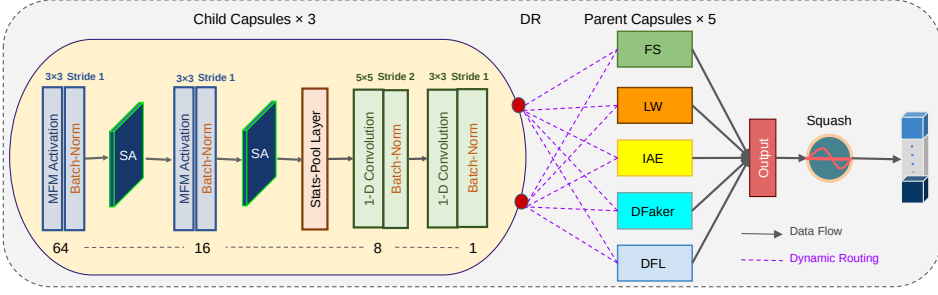 Child Capsules × 3
DR
Parent Capsules × 5
3×3 Stride 1
3×3 Stride 1
5×5 Stride 2
3×3 Stride 1
MFM Activation
Batch-Norm
SA
MFM Activation
Batch-Norm
SA
Stats-Pool Layer
1-D Convolution
Batch-Norm
1-D Convolution
Batch-Norm
64
16
8
1
FS
LW
IAE
DFaker
DFL
Output
Squash
Data Flow
Dynamic Routing